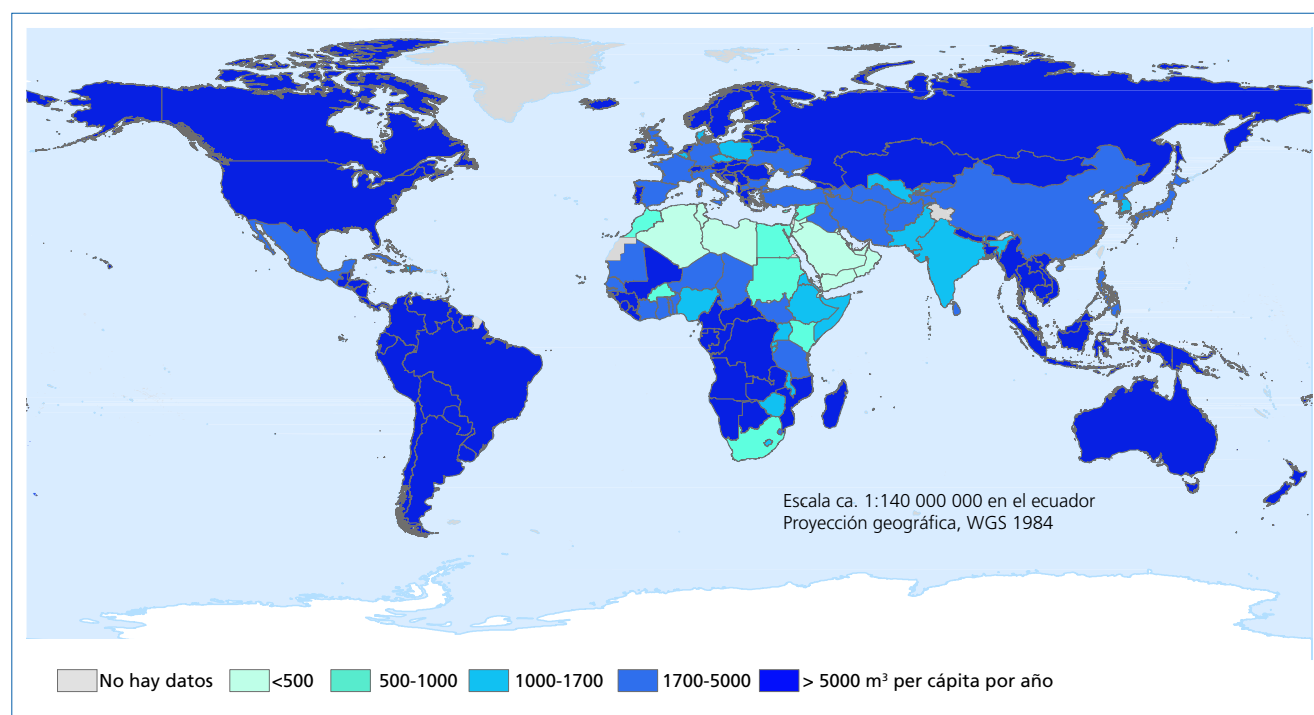 Escala ca. 1:140 000 000 en el ecuador
Proyección geográfica, WGS 1984
No hay datos <500 500-1000 1000-1700 1700-5000 > 5000 m³ per cápita por año